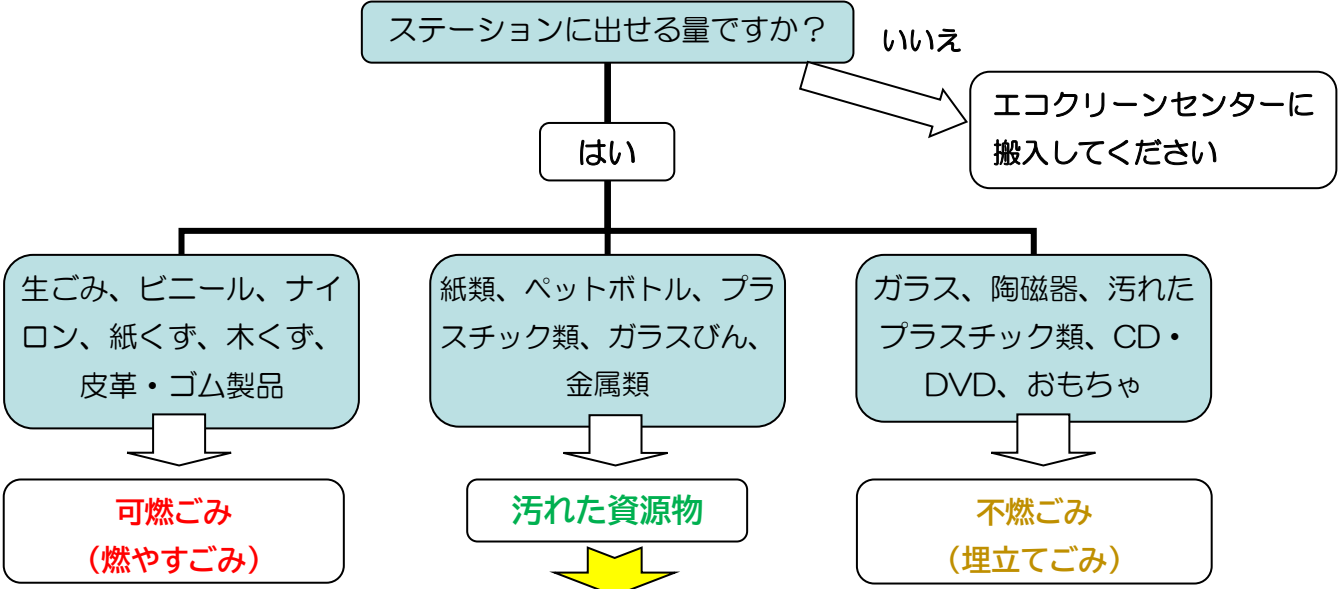 ステーションに出せる量ですか？
いいえ
エコクリーンセンターに
搬入してください
はい
生ごみ、ビニール、ナイ
ロン、紙くず、木くず、
皮革・ゴム製品
紙類、ペットボトル、プラ
スチック類、ガラスびん、
金属類
ガラス、陶磁器、汚れた
プラスチック類、CD・
DVD、おもちゃ
可燃ごみ
（燃やすごみ）
汚れた資源物
不燃ごみ
（埋立てごみ）